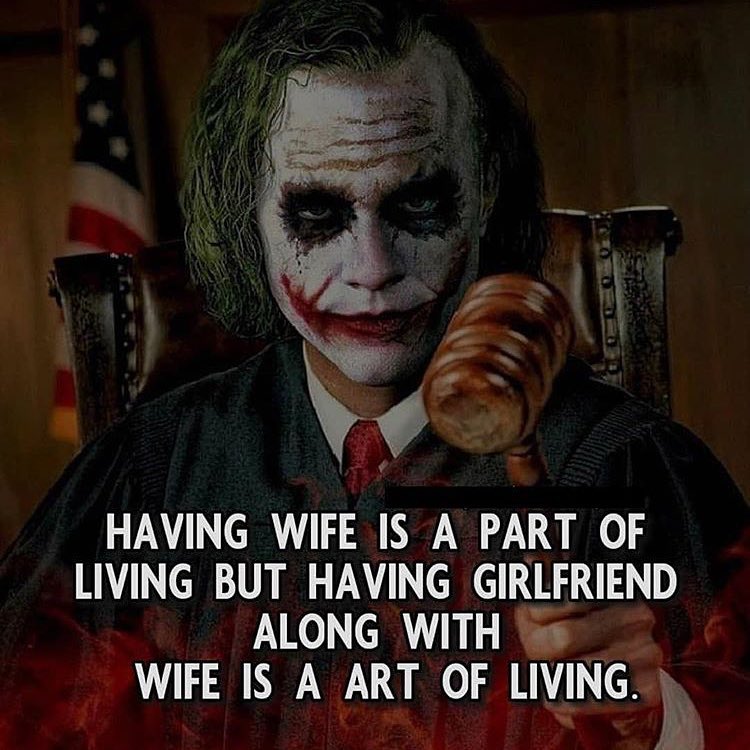 HAVING WIFE IS A PART OF
LIVING BUT HAVING GIRLFRIEND
ALONG WITH
WIFE IS A ART OF LIVING.